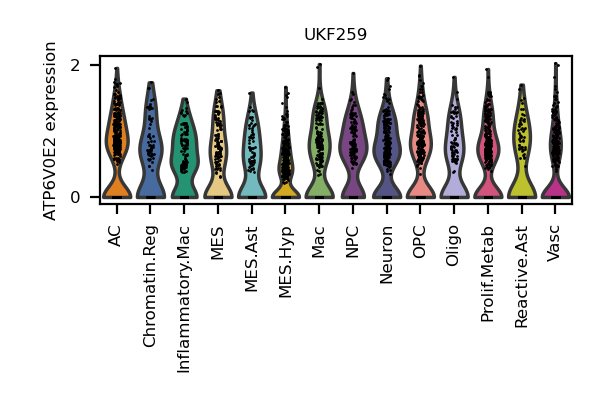 UKF259
ATP6V0E2 expression
2
0
AC
Chromatin.Reg
Inflammatory.Mac
MES
MES.Ast
MES.Hyp
Mac
NPC
Neuron
OPC
Oligo
Prolif.Metab
Reactive.Ast
Vasc